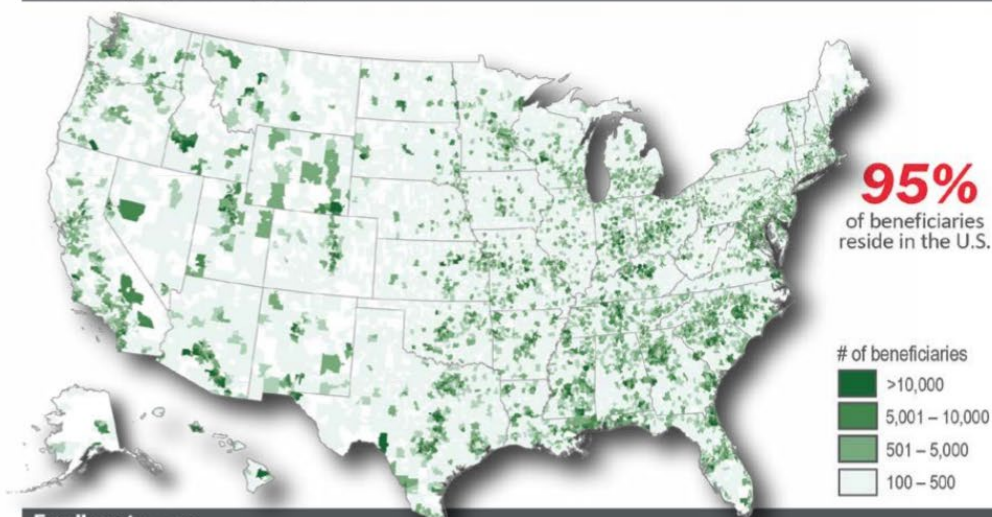 95%
of beneficiaries
reside in the U.S.
# of beneficiaries
>10,000
5,001 – 10,000
501 – 5,000
100 – 500